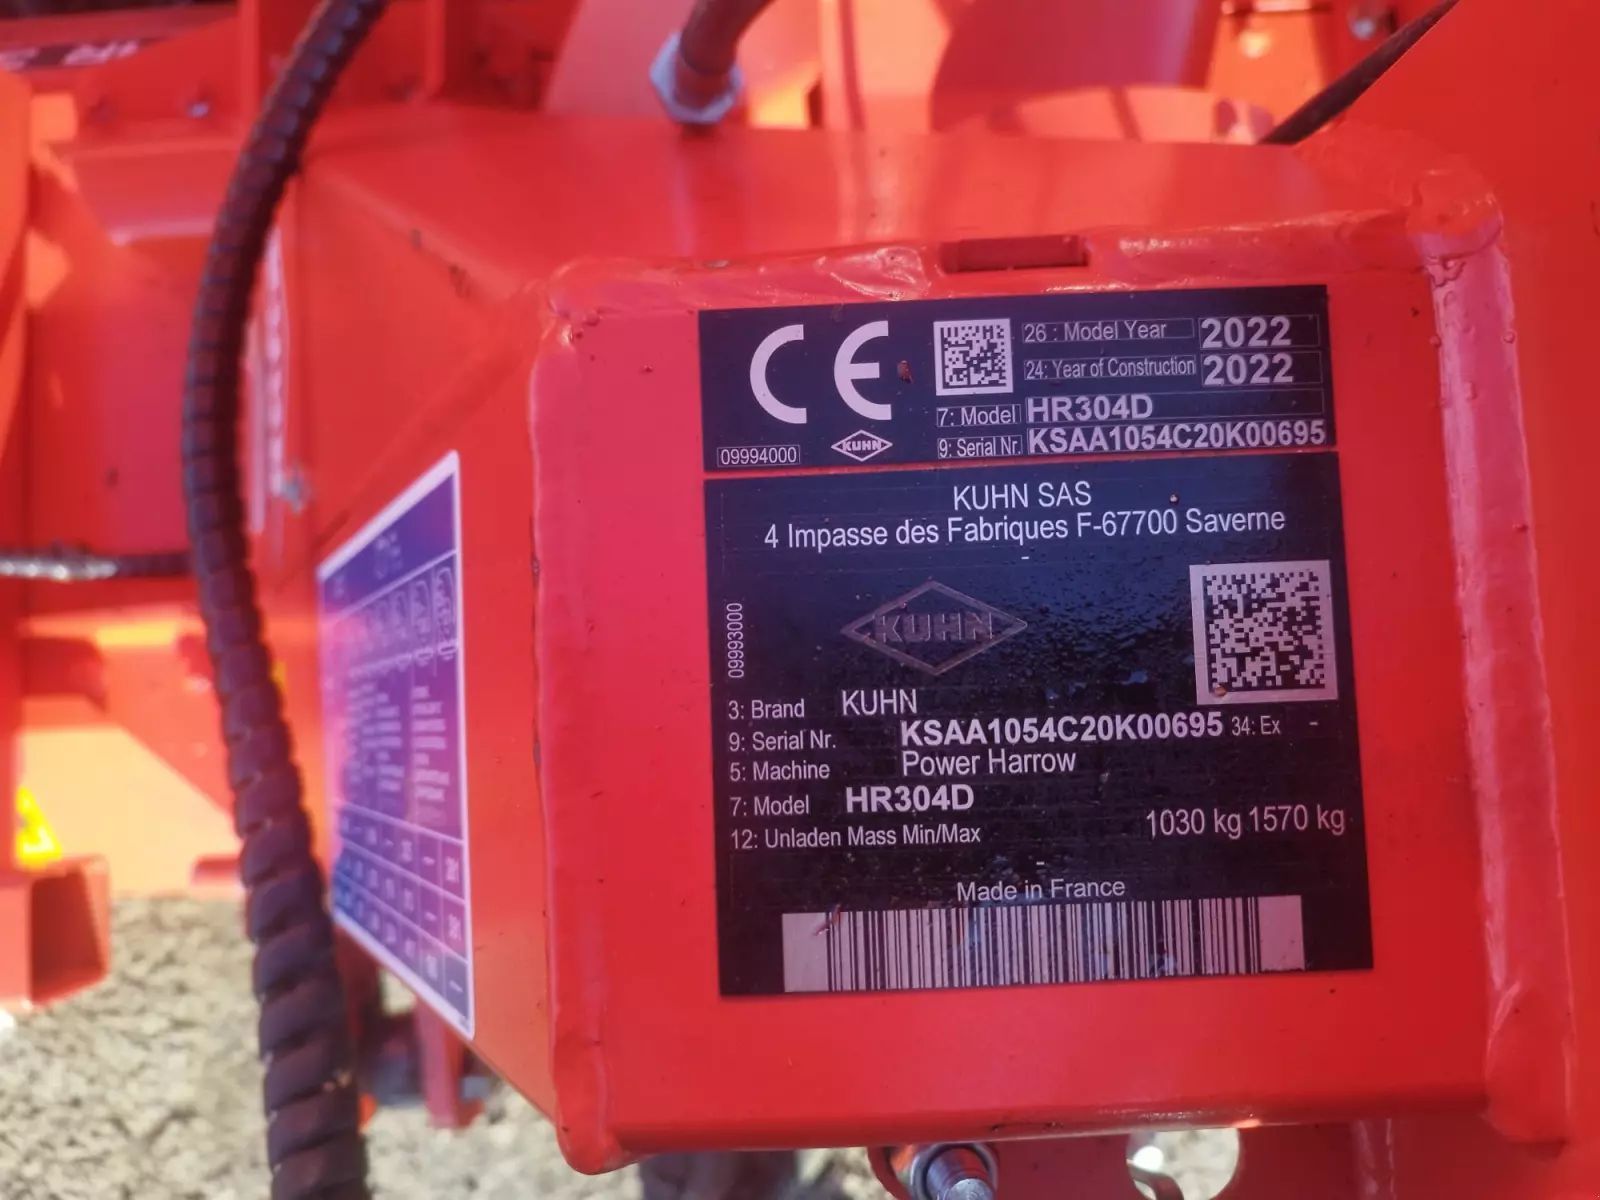 CE
26 : Model Year 2022
24: Year of Construction 2022
7: Model HR304D
9: Serial Nr. KSAA1054C20K00695
09994000
KUHN
KUHN SAS
4 Impasse des Fabriques F-67700 Saverne
-
KUHN
09993000
3: Brand KUHN
9: Serial Nr. KSAA1054C20K00695 34: Ex -
5: Machine Power Harrow
7: Model HR304D
12: Unladen Mass Min/Max 1030 kg 1570 kg
-
Made in France